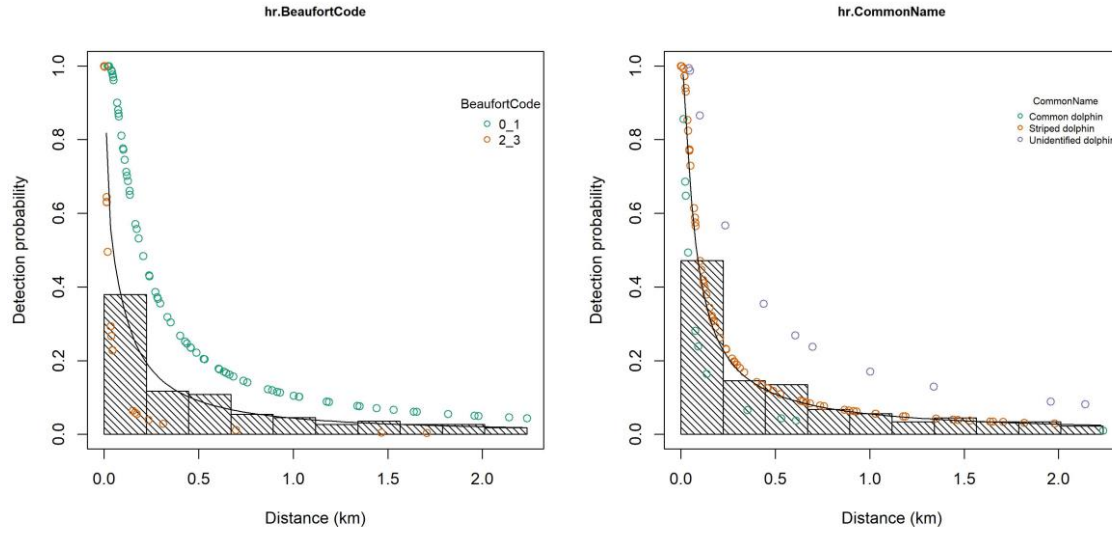 hr.BeaufortCode
Detection probability
1.0
0.8
0.6
0.4
0.2
0.0
BeaufortCode
0_1
2_3
0.0 0.5 1.0 1.5 2.0
Distance (km)
hr.CommonName
Detection probability
1.0
0.8
0.6
0.4
0.2
0.0
CommonName
Common dolphin
Striped dolphin
Unidentified dolphin
0.0 0.5 1.0 1.5 2.0
Distance (km)